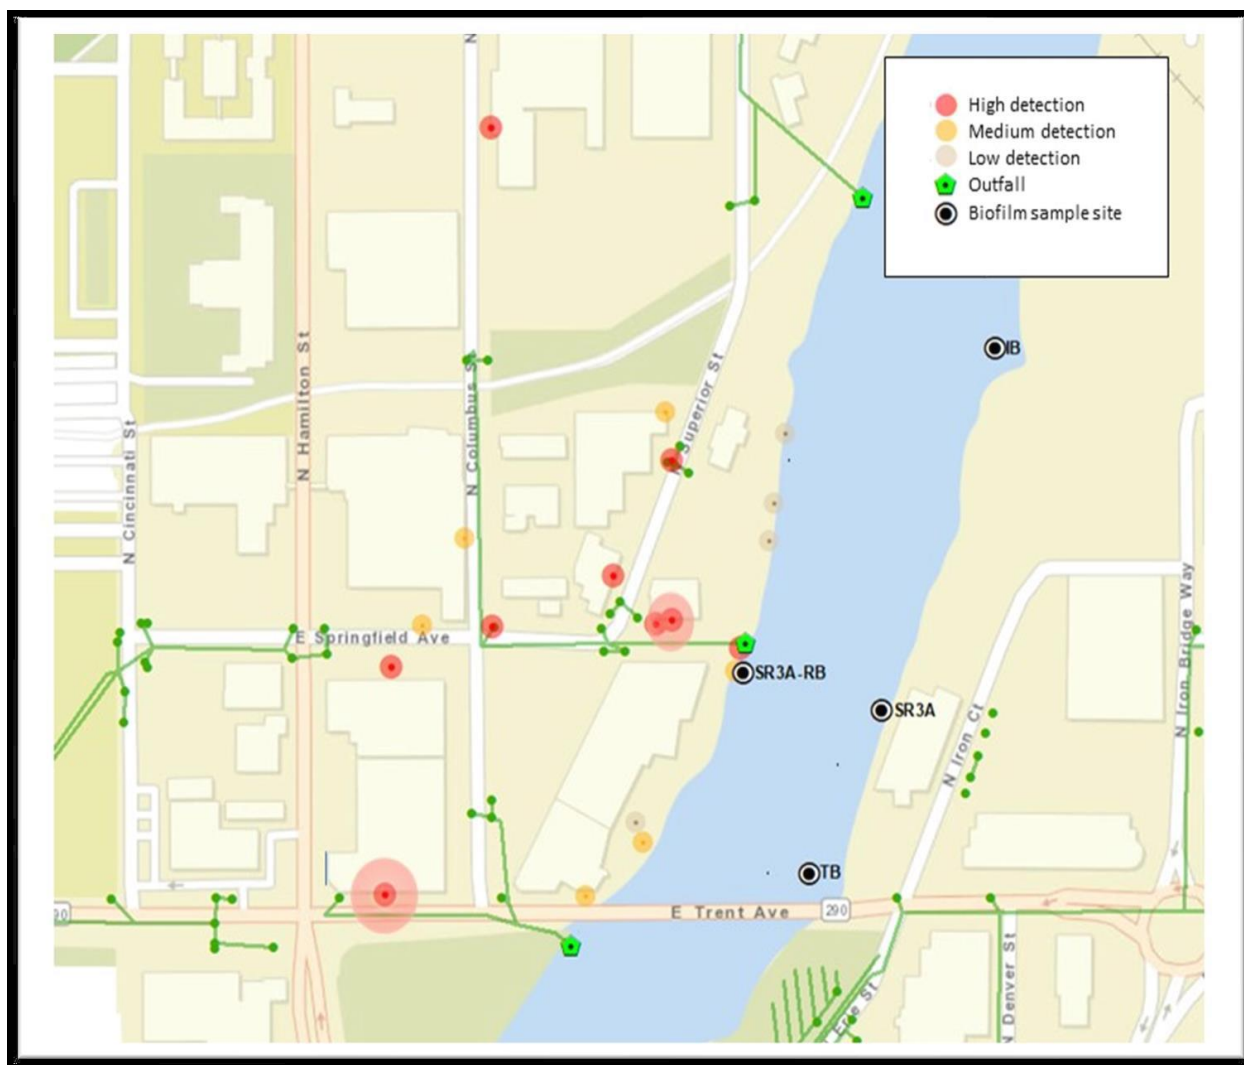 N
High detection
Medium detection
Low detection
Outfall
Biofilm sample site
IB
N Cincinnati St
N Hamilton St
N Columbus St
Superior St
E Springfield Ave
SR3A-RB
SR3A
N Iron Ct
N Iron Bridge Way
TB
90
E Trent Ave
290
Erie St
N Denver St